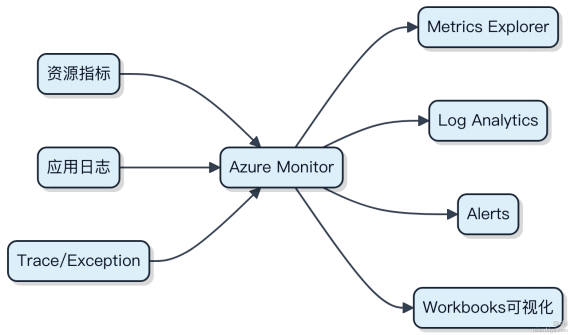 资源指标
应用日志
Trace/Exception
Azure Monitor
Metrics Explorer
Log Analytics
Alerts
Workbooks可视化